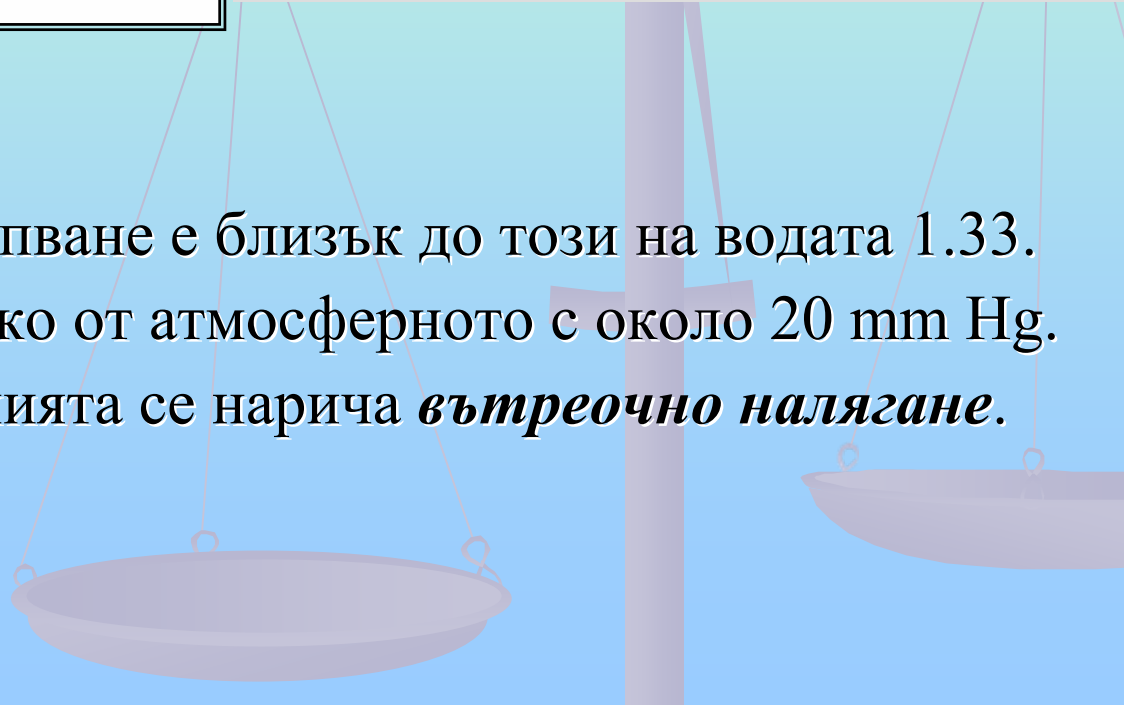 пване е близък до този на водата 1.33.
ко от атмосферното с около 20 mm Hg.
ията се нарича вътреочно налягане.